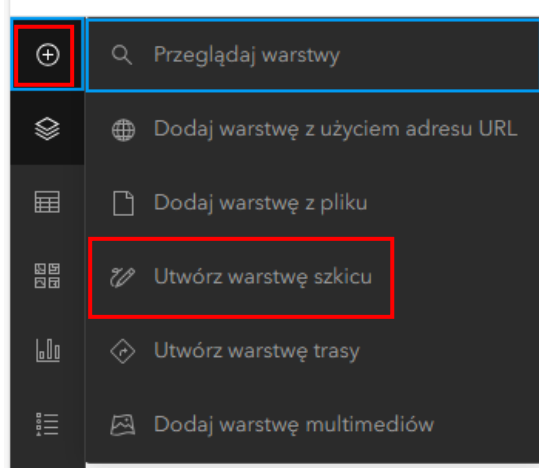 Przeglądaj warstwy
Dodaj warstwę z użyciem adresu URL
Dodaj warstwę z pliku
Utwórz warstwę szkicu
Utwórz warstwę trasy
Dodaj warstwę multimediów